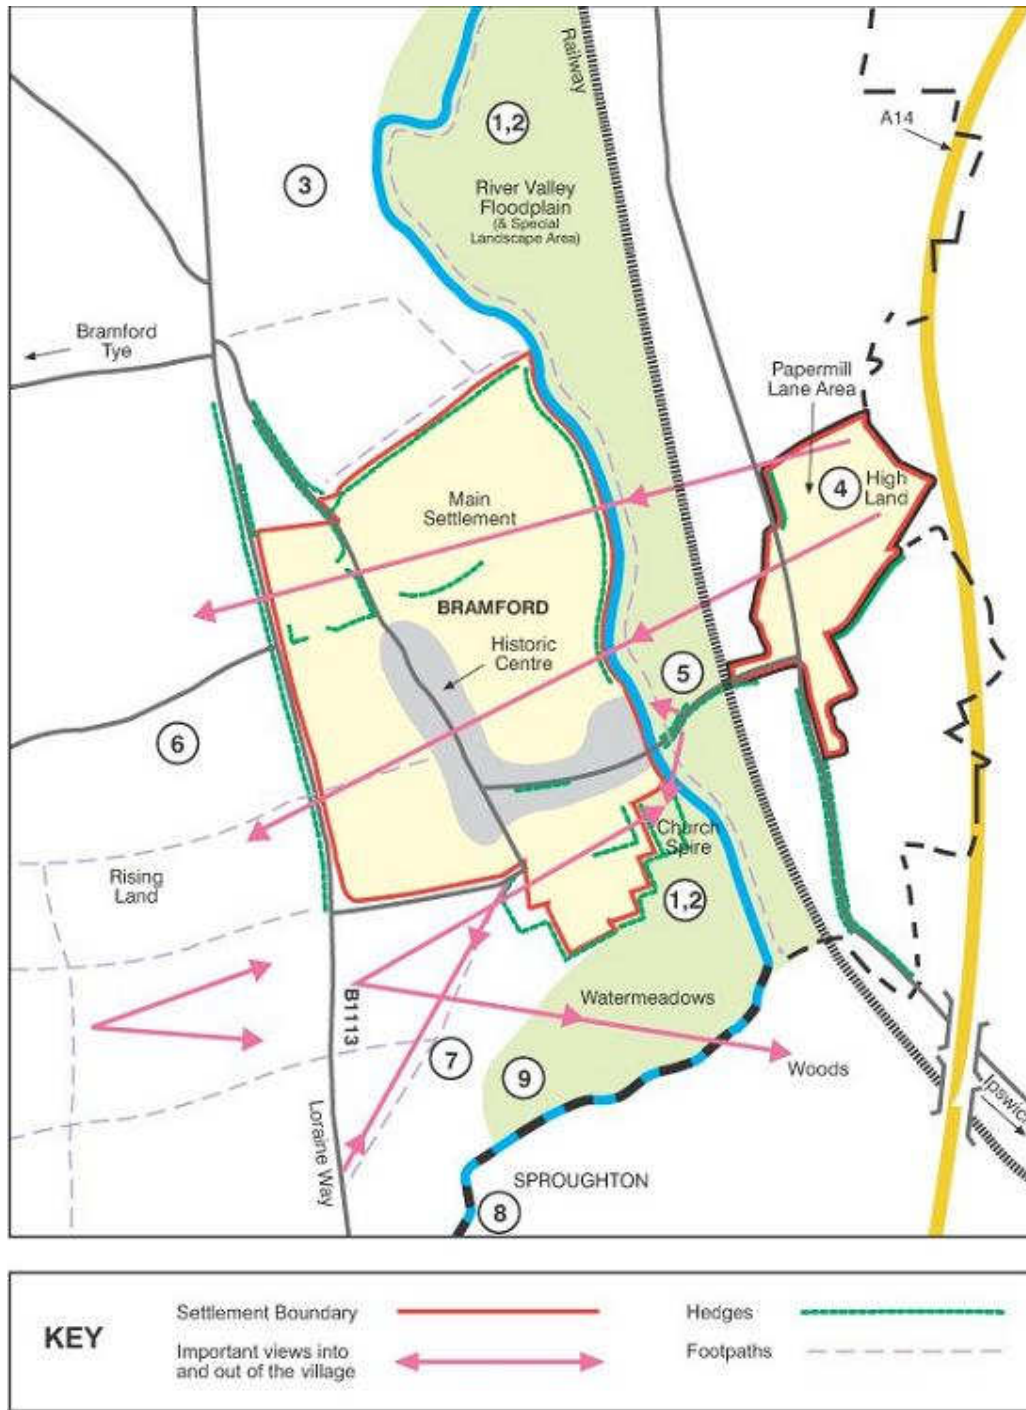 Railway
1,2
A14
3
River Valley
Floodplain
(& Special
Landscape Area)
Bramford
Tye
Papermill
Lane Area
4
High
Land
Main
Settlement
BRAMFORD
Historic
Centre
5
6
Church
Spire
Rising
Land
1,2
Watermeadows
B1113
7
9
Woods
Loraine Way
Ipswich
SPROUGHTON
8
KEY
Settlement Boundary
Important views into
and out of the village
Hedges
Footpaths